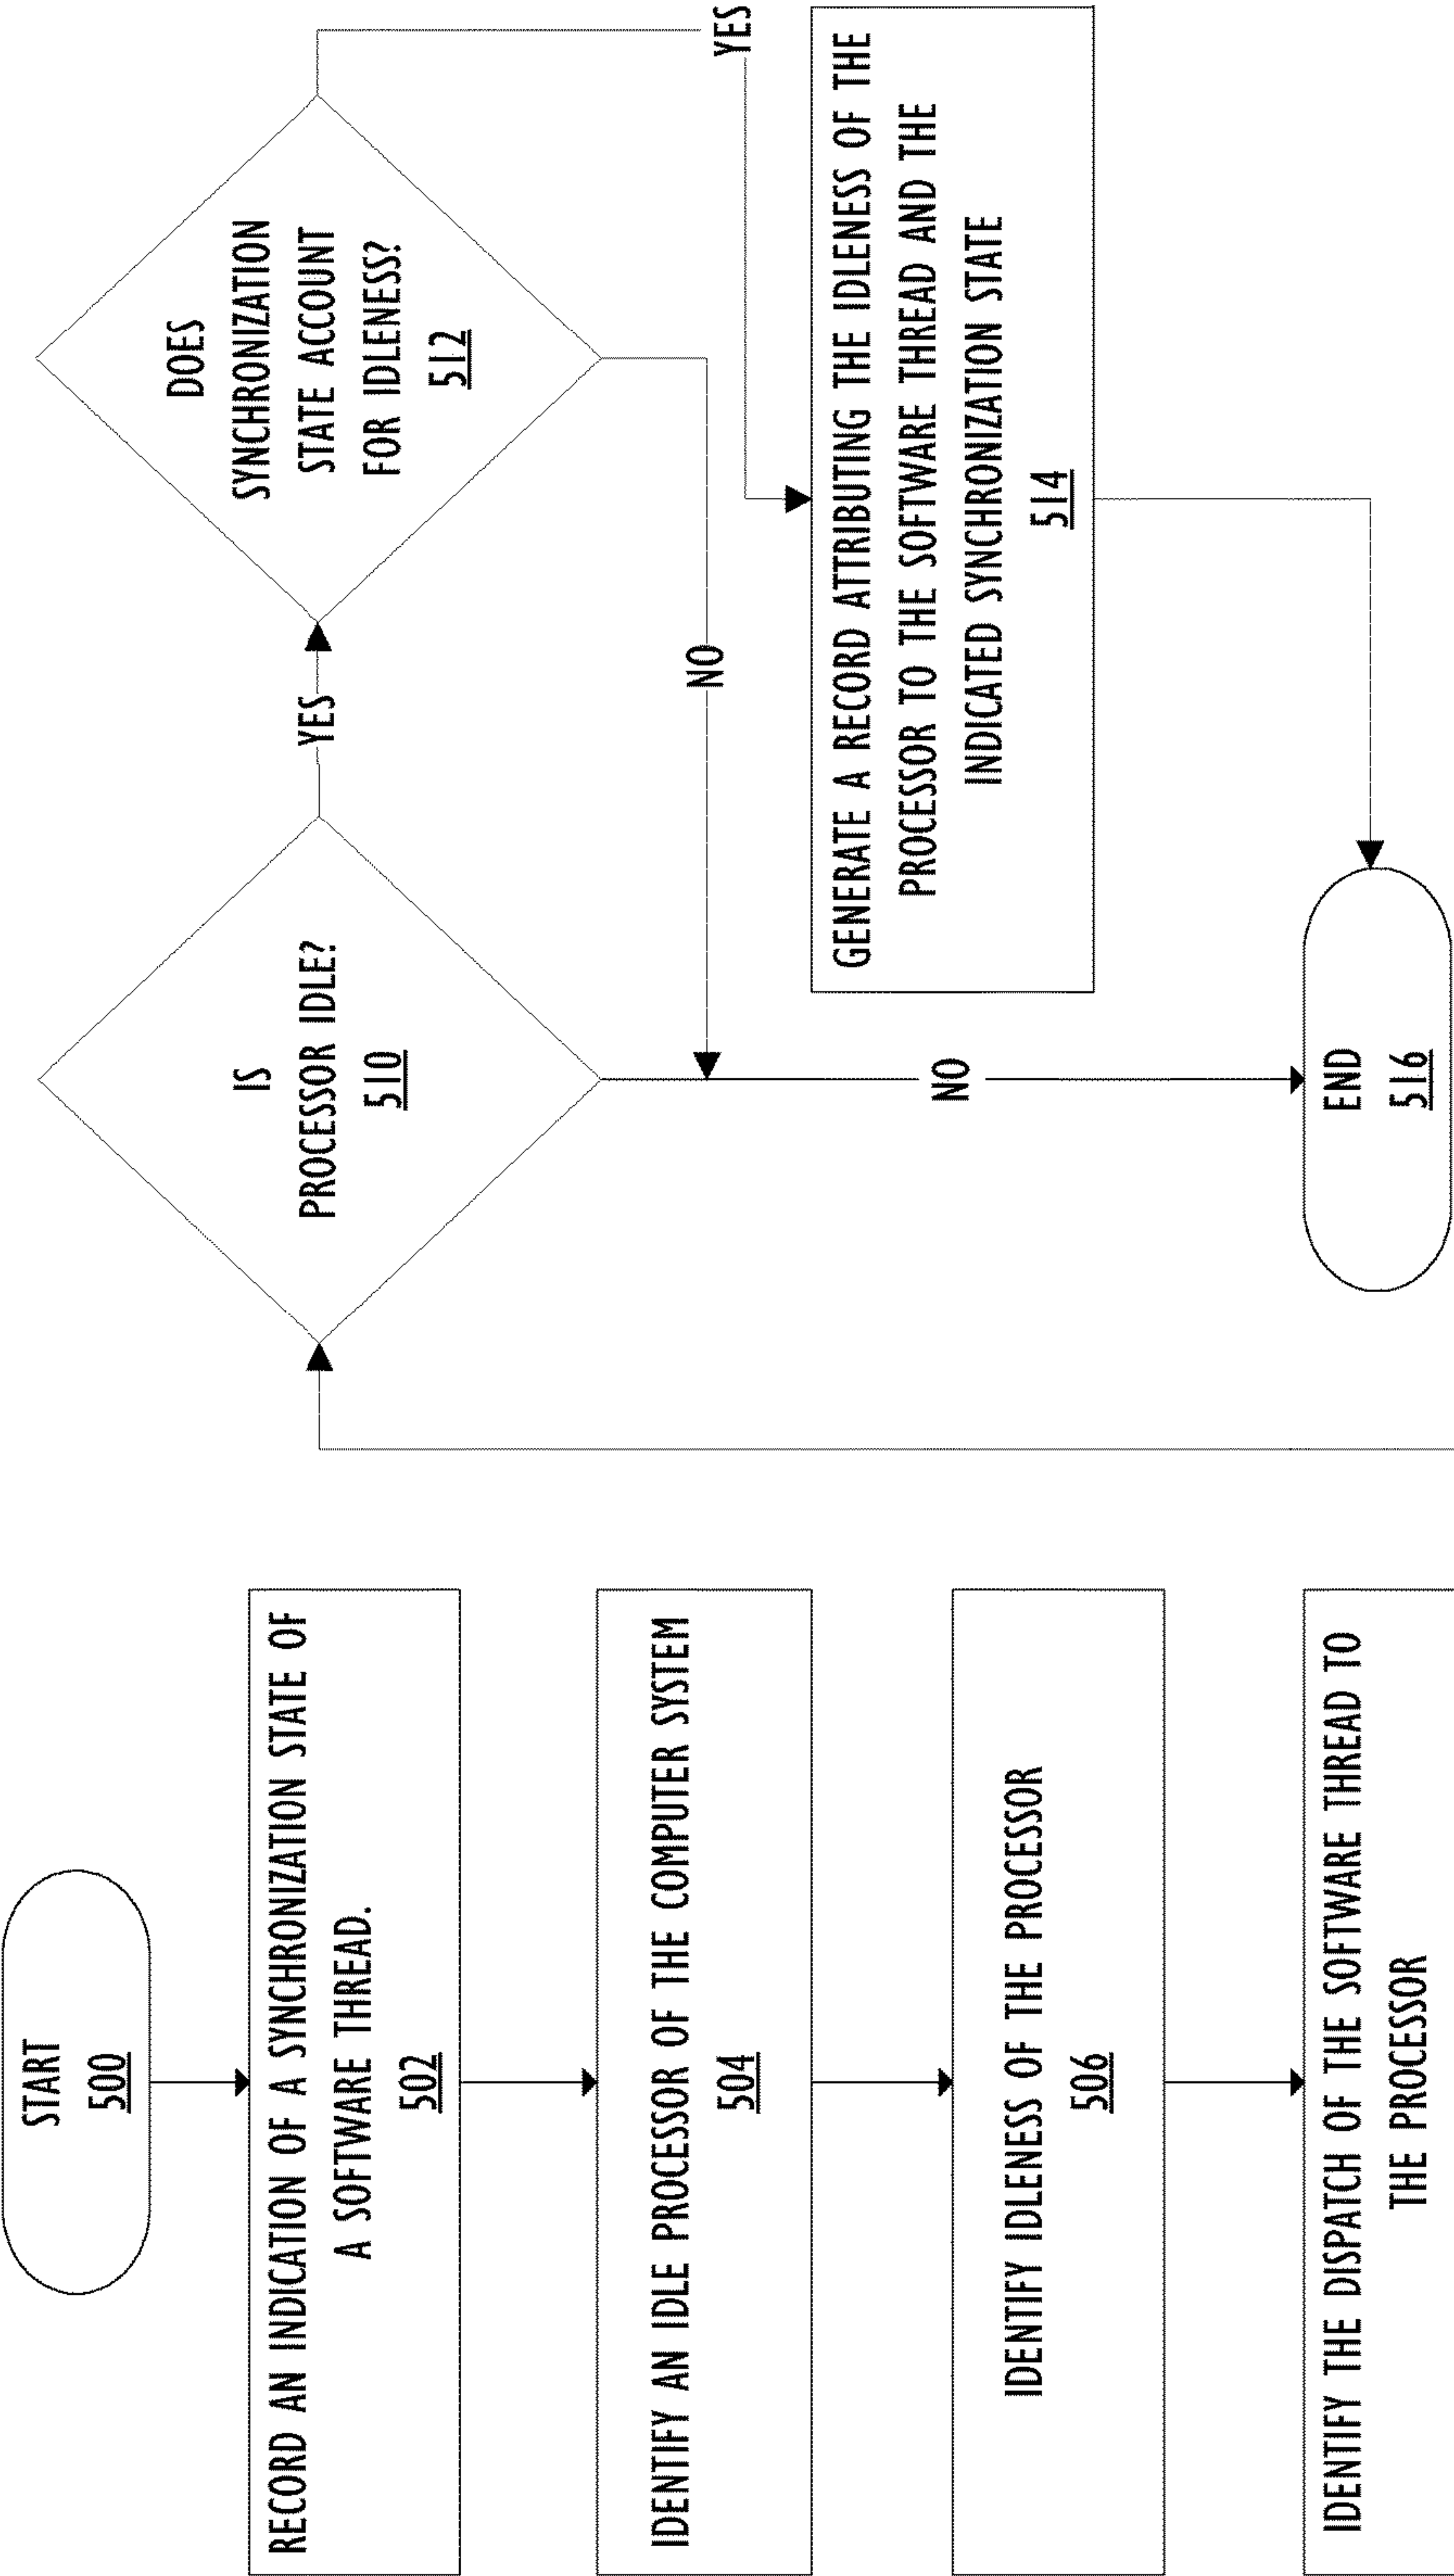 START
500
RECORD AN INDICATION OF A SYNCHRONIZATION STATE OF
A SOFTWARE THREAD.
502
IDENTIFY AN IDLE PROCESSOR OF THE COMPUTER SYSTEM
504
IDENTIFY IDLENESS OF THE PROCESSOR
506
IDENTIFY THE DISPATCH OF THE SOFTWARE THREAD TO
THE PROCESSOR
IS
PROCESSOR IDLE?
510
YES
NO
DOES
SYNCHRONIZATION
STATE ACCOUNT
FOR IDLENESS?
512
YES
NO
GENERATE A RECORD ATTRIBUTING THE IDLENESS OF THE
PROCESSOR TO THE SOFTWARE THREAD AND THE
INDICATED SYNCHRONIZATION STATE
514
END
516